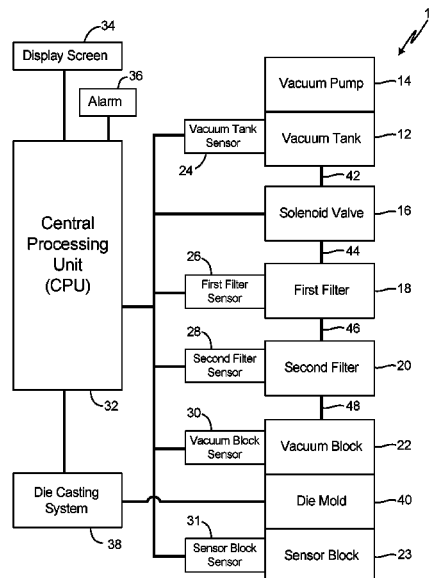 34
Display Screen
36
Alarm
1
Vacuum Pump
14
Vacuum Tank
Sensor
24
Vacuum Tank
12
42
Central
Processing
Unit
(CPU)
32
Solenoid Valve
16
44
26
First Filter
Sensor
First Filter
18
46
28
Second Filter
Sensor
Second Filter
20
48
30
Vacuum Block
Sensor
Vacuum Block
22
Die Casting
System
38
Die Mold
40
31
Sensor Block
Sensor
Sensor Block
23